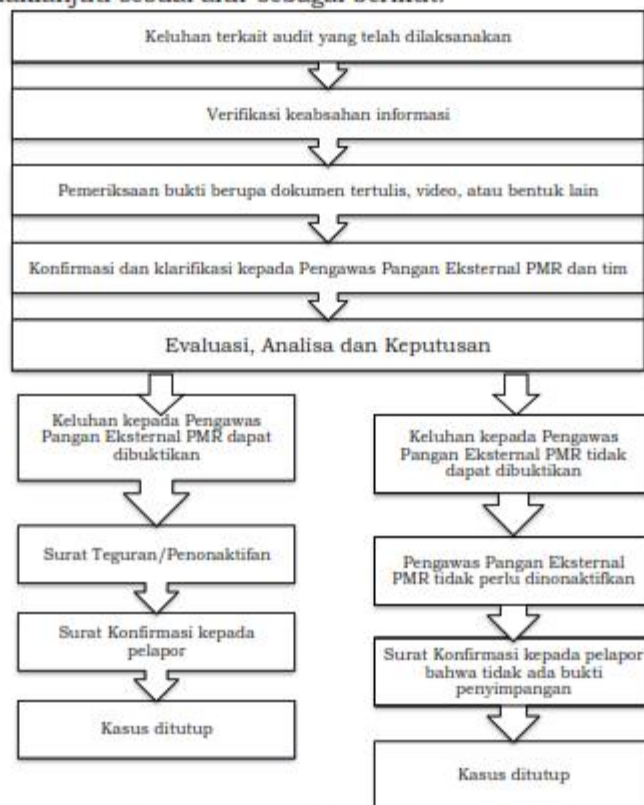 sesuai alur sebagai berikut:
Keluhan terkait audit yang telah dilaksanakan
Verifikasi keabsahan informasi
Pemeriksaan bukti berupa dokumen tertulis, video, atau bentuk lain
Konfirmasi dan klarifikasi kepada Pengawas Pangan Eksternal PMR dan tim
Evaluasi, Analisa dan Keputusan
Keluhan kepada Pengawas
Pangan Eksternal PMR dapat
dibuktikan
Surat Teguran/Penonaktifan
Surat Konfirmasi kepada
pelapor
Kasus ditutup
Keluhan kepada Pengawas
Pangan Eksternal PMR tidak
dapat dibuktikan
Pengawas Pangan Eksternal
PMR tidak perlu dinonaktifkan
Surat Konfirmasi kepada pelapor
bahwa tidak ada bukti
penyimpangan
Kasus ditutup